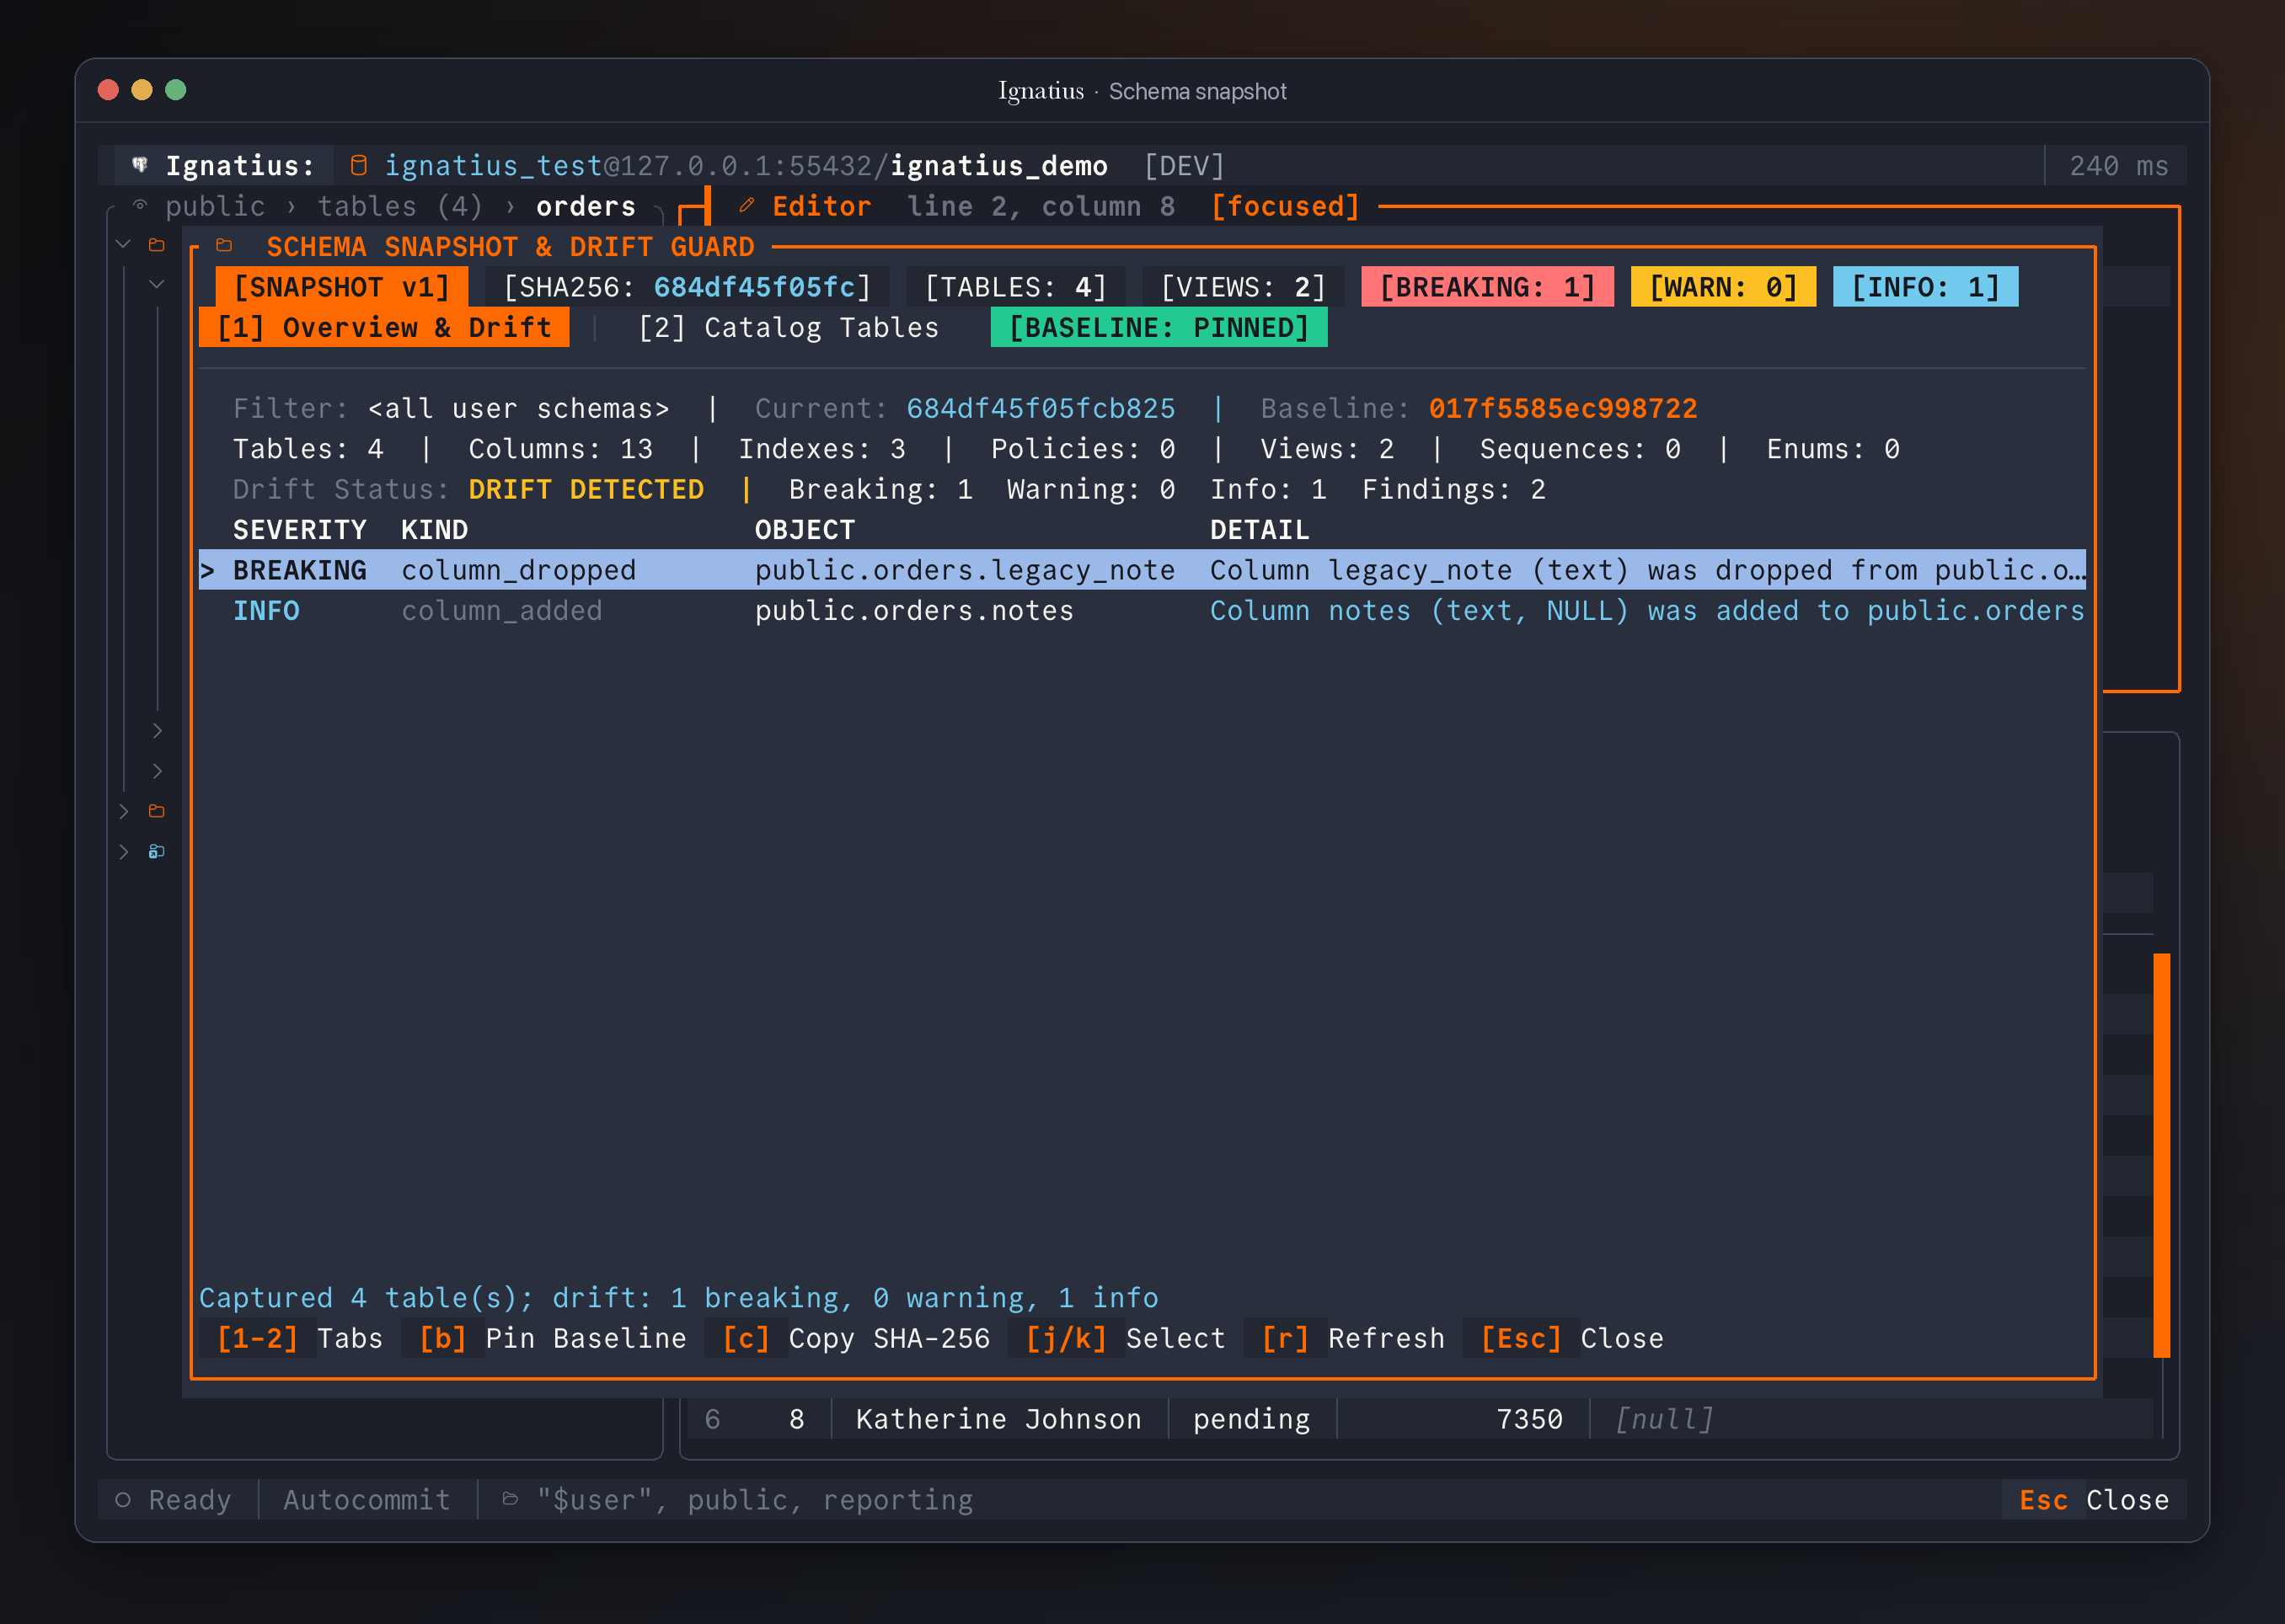 Ignatius · Schema snapshot
Ignatius: ignatius_test@127.0.0.1:55432/ignatius_demo [DEV] 240 ms
public › tables (4) › orders
Editor line 2, column 8 [focused]
SCHEMA SNAPSHOT & DRIFT GUARD
[SNAPSHOT v1] [SHA256: 684df45f05fc] [TABLES: 4] [VIEWS: 2] [BREAKING: 1] [WARN: 0] [INFO: 1]
[1] Overview & Drift | [2] Catalog Tables [BASELINE: PINNED]
Filter: <all user schemas> | Current: 684df45f05fcb825 | Baseline: 017f5585ec998722
Tables: 4 | Columns: 13 | Indexes: 3 | Policies: 0 | Views: 2 | Sequences: 0 | Enums: 0
Drift Status: DRIFT DETECTED | Breaking: 1 Warning: 0 Info: 1 Findings: 2
SEVERITY KIND OBJECT DETAIL
> BREAKING column_dropped public.orders.legacy_note Column legacy_note (text) was dropped from public.o…
INFO column_added public.orders.notes Column notes (text, NULL) was added to public.orders
Captured 4 table(s); drift: 1 breaking, 0 warning, 1 info
[1-2] Tabs [b] Pin Baseline [c] Copy SHA-256 [j/k] Select [r] Refresh [Esc] Close
6 8 Katherine Johnson pending 7350 [null]
Ready Autocommit "$user", public, reporting Esc Close